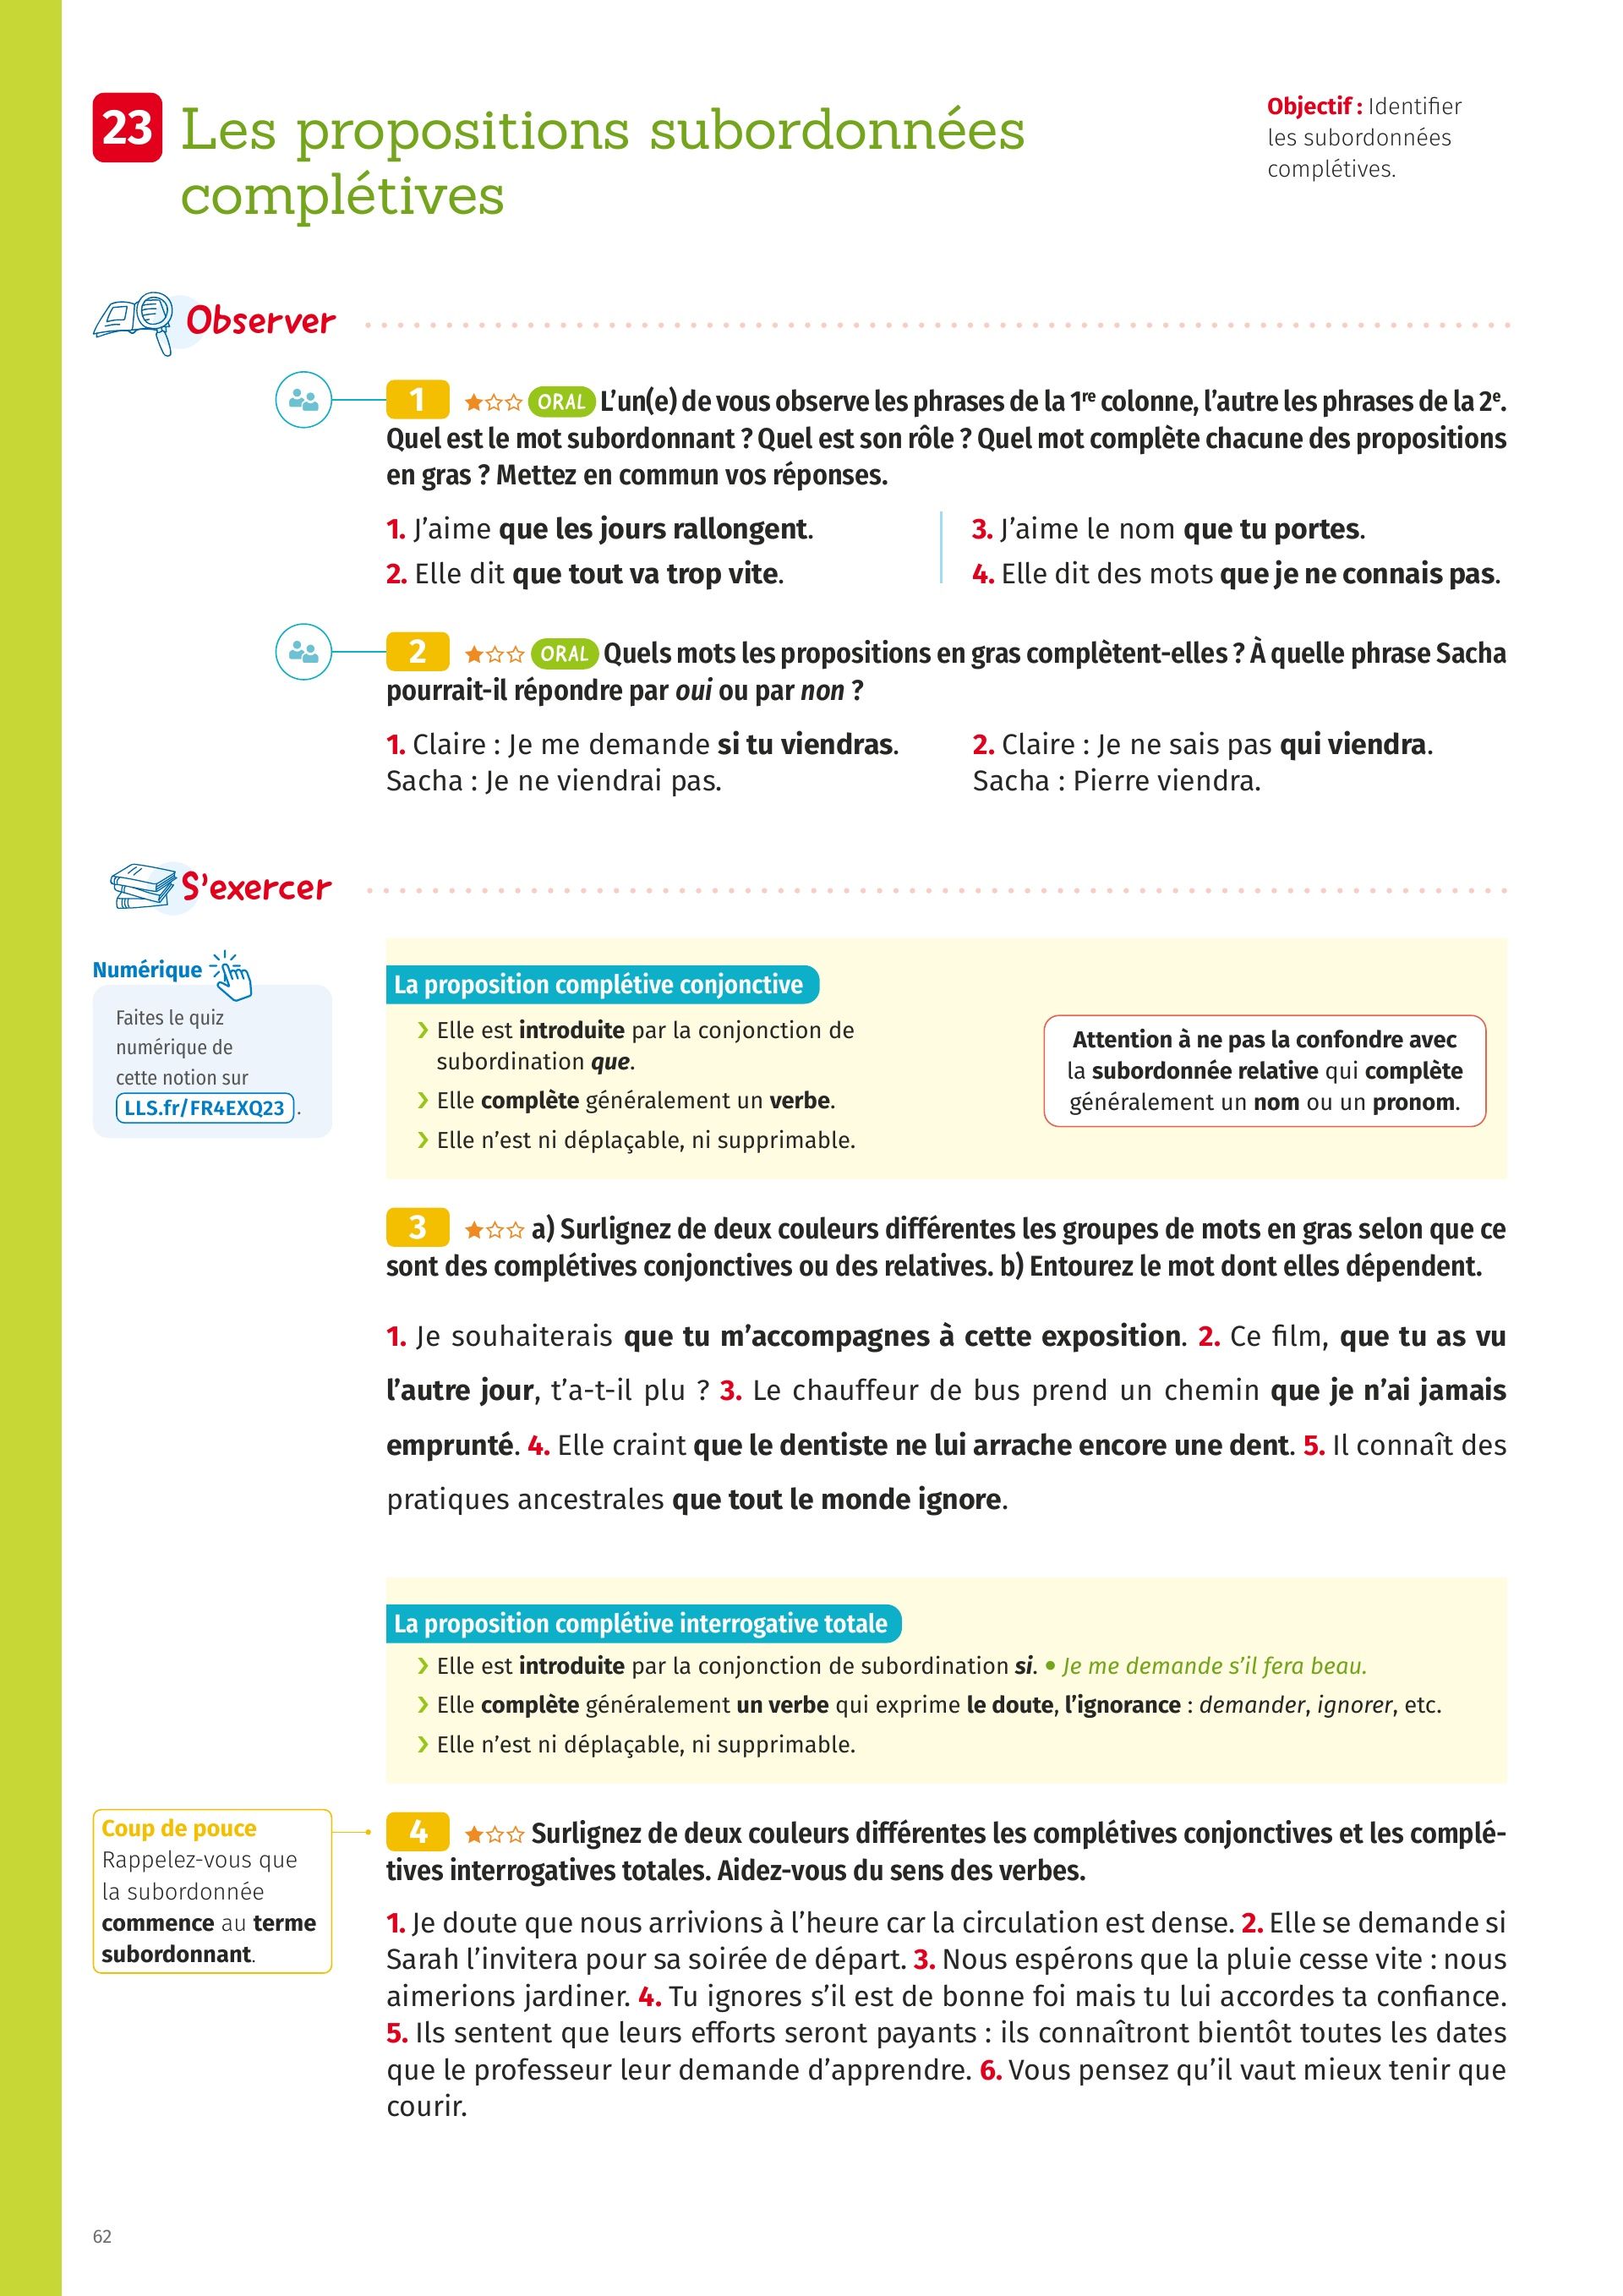 23 Les propositions subordonnées
complétives
Objectif : Identifier
les subordonnées
complétives.
Observer
1 ORAL L’un(e) de vous observe les phrases de la 1re colonne, l’autre les phrases de la 2e.
Quel est le mot subordonnant ? Quel est son rôle ? Quel mot complète chacune des propositions
en gras ? Mettez en commun vos réponses.
1. J’aime que les jours rallongent.
2. Elle dit que tout va trop vite.
3. J’aime le nom que tu portes.
4. Elle dit des mots que je ne connais pas.
2 ORAL Quels mots les propositions en gras complètent-elles ? À quelle phrase Sacha
pourrait-il répondre par oui ou par non ?
1. Claire : Je me demande si tu viendras.
Sacha : Je ne viendrai pas.
2. Claire : Je ne sais pas qui viendra.
Sacha : Pierre viendra.
S’exercer
Numérique
Faites le quiz
numérique de
cette notion sur
LLS.fr/FR4EXQ23 .
La proposition complétive conjonctive
› Elle est introduite par la conjonction de
subordination que.
› Elle complète généralement un verbe.
› Elle n’est ni déplaçable, ni supprimable.
Attention à ne pas la confondre avec
la subordonnée relative qui complète
généralement un nom ou un pronom.
3 a) Surlignez de deux couleurs différentes les groupes de mots en gras selon que ce
sont des complétives conjonctives ou des relatives. b) Entourez le mot dont elles dépendent.
1. Je souhaiterais que tu m’accompagnes à cette exposition. 2. Ce film, que tu as vu
l’autre jour, t’a-t-il plu ? 3. Le chauffeur de bus prend un chemin que je n’ai jamais
emprunté. 4. Elle craint que le dentiste ne lui arrache encore une dent. 5. Il connaît des
pratiques ancestrales que tout le monde ignore.
La proposition complétive interrogative totale
› Elle est introduite par la conjonction de subordination si. • Je me demande s’il fera beau.
› Elle complète généralement un verbe qui exprime le doute, l’ignorance : demander, ignorer, etc.
› Elle n’est ni déplaçable, ni supprimable.
Coup de pouce
Rappelez-vous que
la subordonnée
commence au terme
subordonnant.
4 Surlignez de deux couleurs différentes les complétives conjonctives et les complé-
tives interrogatives totales. Aidez-vous du sens des verbes.
1. Je doute que nous arrivions à l’heure car la circulation est dense. 2. Elle se demande si
Sarah l’invitera pour sa soirée de départ. 3. Nous espérons que la pluie cesse vite : nous
aimerions jardiner. 4. Tu ignores s’il est de bonne foi mais tu lui accordes ta confiance.
5. Ils sentent que leurs efforts seront payants : ils connaîtront bientôt toutes les dates
que le professeur leur demande d’apprendre. 6. Vous pensez qu’il vaut mieux tenir que
courir.
62